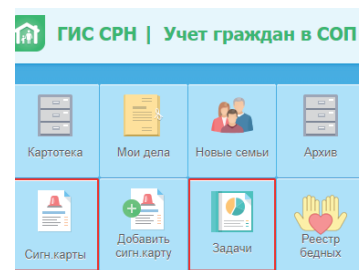 ГИС СРН | Учет граждан в СОП
Картотека Мои дела Новые семьи Архив
Сигн.карты Добавить сигн.карту Задачи Реестр бедных